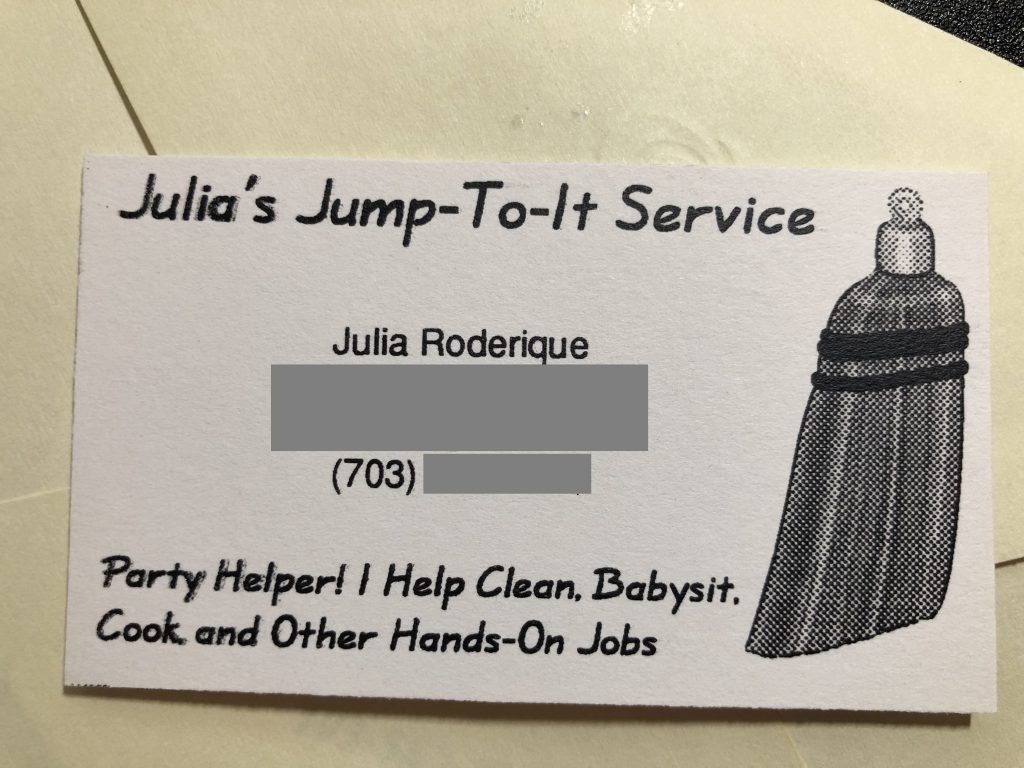 Julia's Jump-To-It Service
Julia Roderique
(703)
Party Helper! I Help Clean, Babysit,
Cook and Other Hands-On Jobs